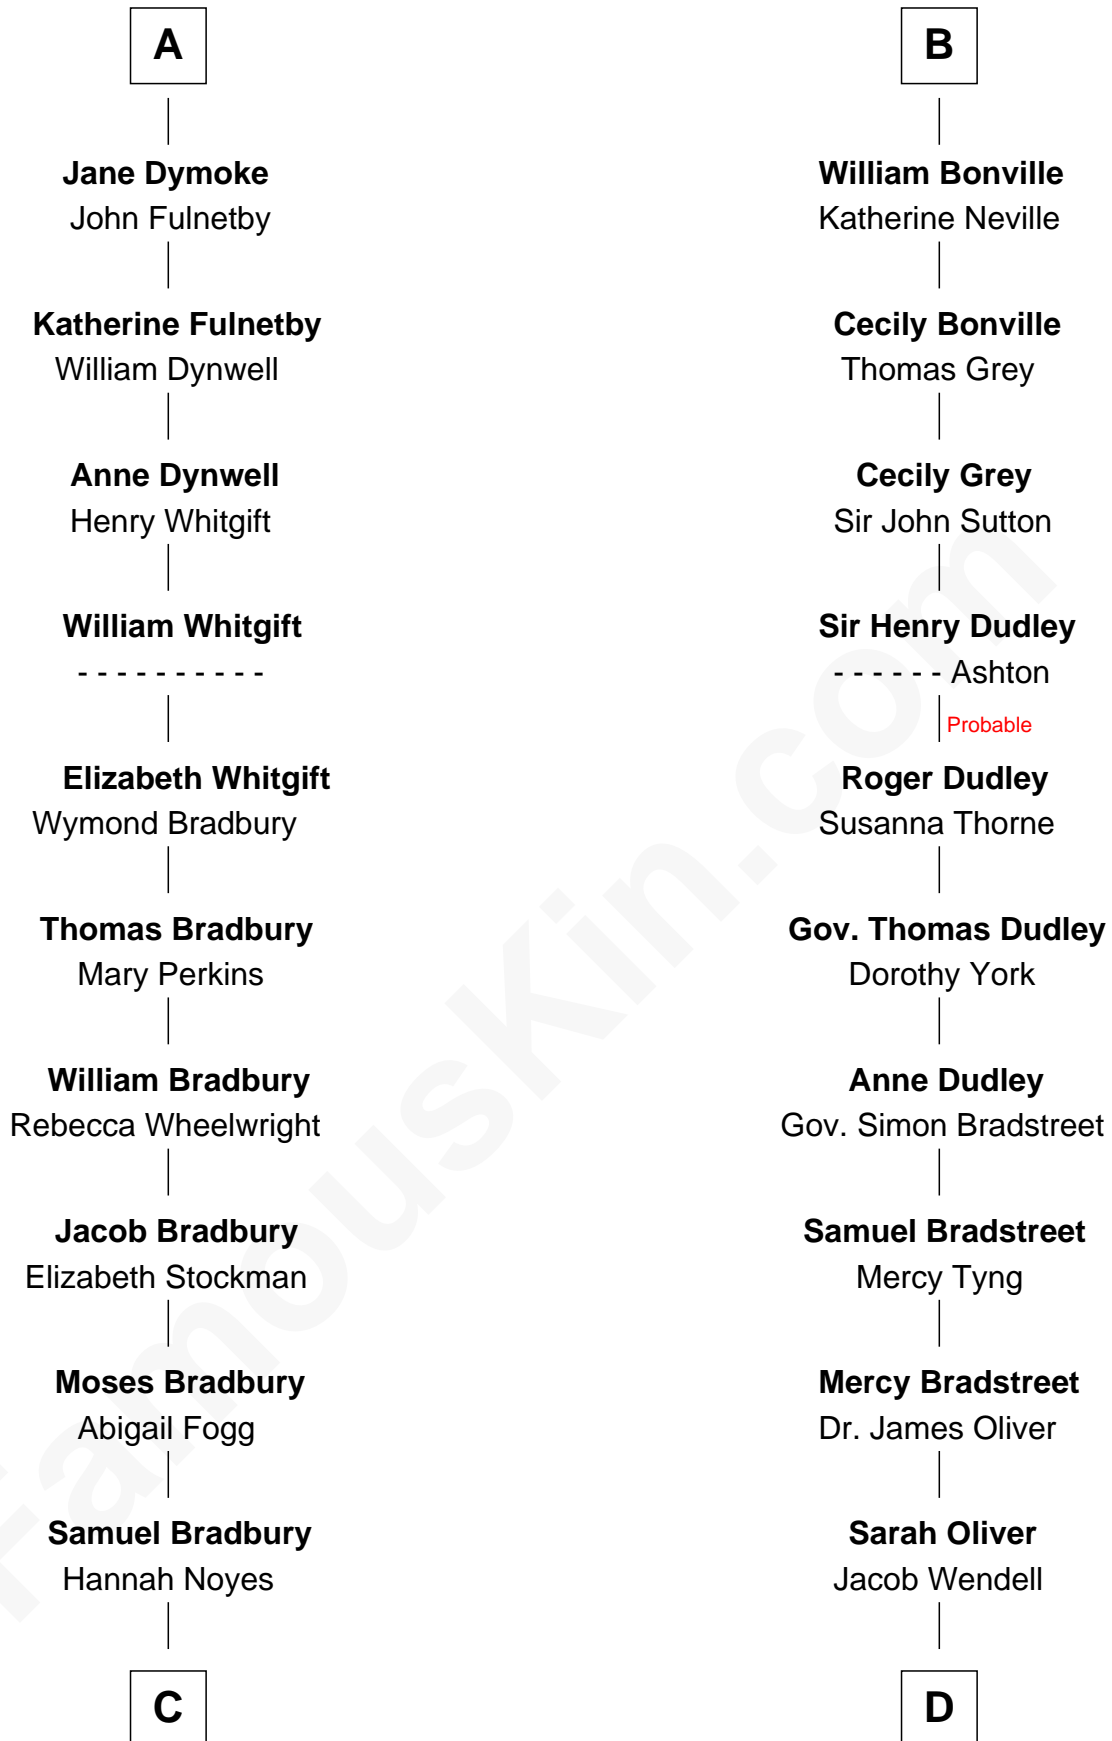 A
Jane Dymoke
John Fulnetby
Katherine Fulnetby
William Dynwell
Anne Dynwell
Henry Whitgift
William Whitgift
- - - - - - - - - -
Elizabeth Whitgift
Wymond Bradbury
Thomas Bradbury
Mary Perkins
William Bradbury
Rebecca Wheelwright
Jacob Bradbury
Elizabeth Stockman
Moses Bradbury
Abigail Fogg
Samuel Bradbury
Hannah Noyes
C
B
William Bonville
Katherine Neville
Cecily Bonville
Thomas Grey
Cecily Grey
Sir John Sutton
Sir Henry Dudley
- - - - - - Ashton
Probable
Roger Dudley
Susanna Thorne
Gov. Thomas Dudley
Dorothy York
Anne Dudley
Gov. Simon Bradstreet
Samuel Bradstreet
Mercy Tyng
Mercy Bradstreet
Dr. James Oliver
Sarah Oliver
Jacob Wendell
D
FamousKin.com